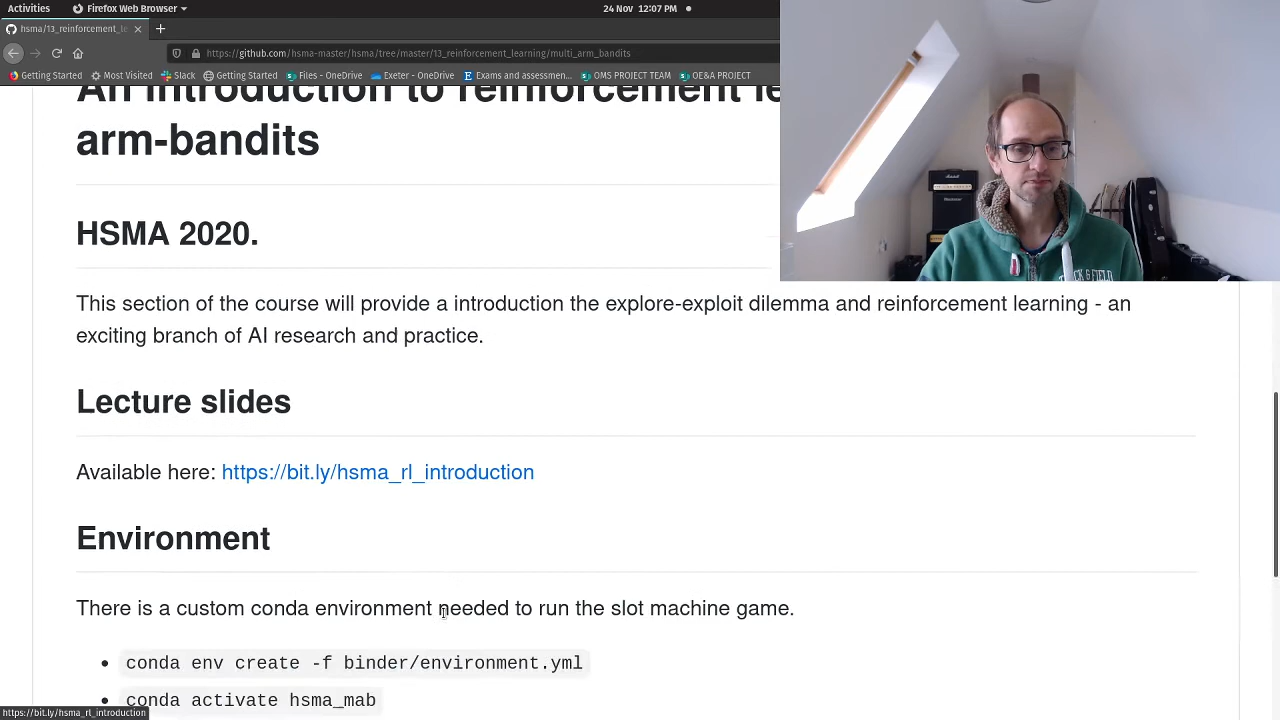 Activities
Firefox Web Browser
24 Nov 12:07 PM
hsma/13_reinforcement_le
https://github.com/hsma-master/hsma/tree/master/13_reinforcement_learning/multi_arm_bandits
Getting Started
Most Visited
Slack
Getting Started
Files - OneDrive
Exeter - OneDrive
Exams and assessmen...
OMS PROJECT TEAM
OE&A PROJECT
An introduction to reinforcement le
arm-bandits
HSMA 2020.
This section of the course will provide a introduction the explore-exploit dilemma and reinforcement learning - an
exciting branch of AI research and practice.
Lecture slides
Available here: https://bit.ly/hsma_rl_introduction
Environment
There is a custom conda environment needed to run the slot machine game.
conda env create -f binder/environment.yml
conda activate hsma_mab
https://bit.ly/hsma_rl_introduction